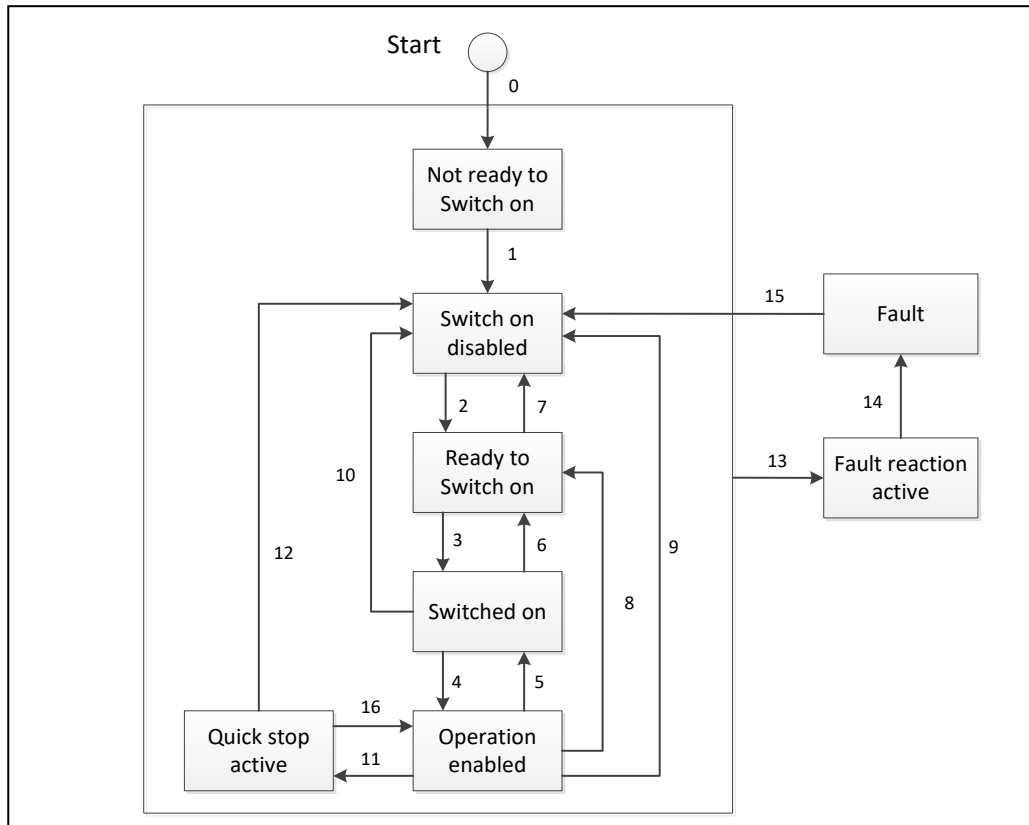 Start
0
Not ready to
Switch on
1
15
Switch on
disabled
Fault
2
7
14
10
Ready to
Switch on
13
Fault reaction
active
3
6
12
9
8
Switched on
4
5
16
Quick stop
active
11
Operation
enabled